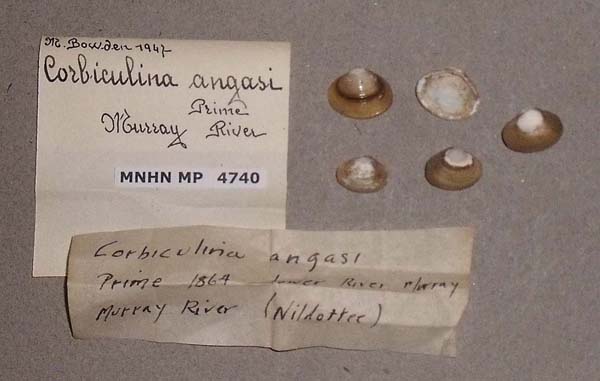 M. Bowden 1947
Corbiculina angasi
Prime
Murray River
MNHN MP 4740
Corbiculina angasi
Prime 1864 Lower River Murray
Murray River (Nildottee)